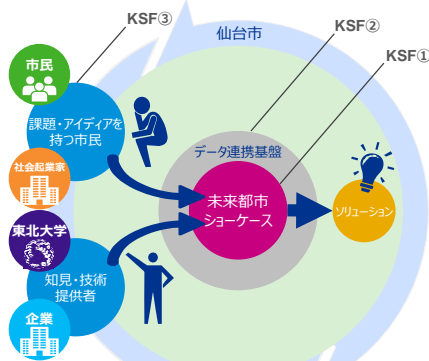 KSF③
KSF②
仙台市
KSF①
市民
課題・アイディアを
持つ市民
社会起業家
データ連携基盤
未来都市
ショーケース
ソリューション
東北大学
知見・技術
提供者
企業